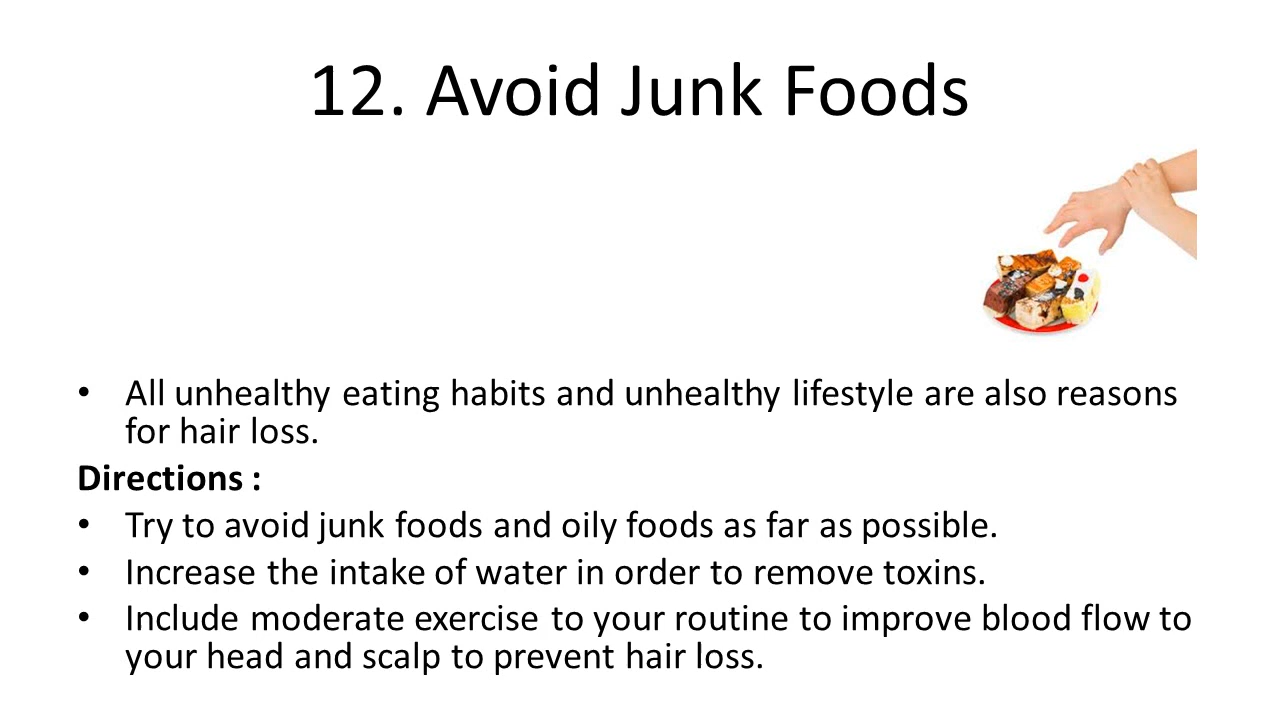 12. Avoid Junk Foods
• All unhealthy eating habits and unhealthy lifestyle are also reasons
for hair loss.
Directions :
• Try to avoid junk foods and oily foods as far as possible.
• Increase the intake of water in order to remove toxins.
• Include moderate exercise to your routine to improve blood flow to
your head and scalp to prevent hair loss.